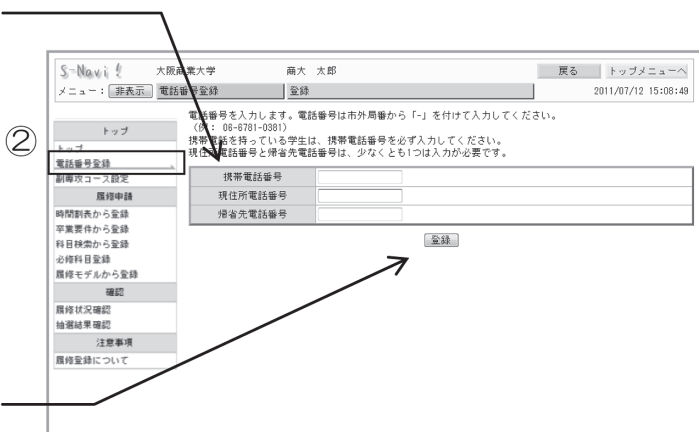 S-Navi!
大阪商業大学
商大 太郎
戻る
トップメニューへ
メニュー：
非表示
電話番号登録
登録
2011/07/12 15:08:49
②
トップ
トップ
電話番号登録
副専攻コース設定
履修申請
時間割表から登録
卒業要件から登録
科目検索から登録
必修科目登録
履修モデルから登録
確認
履修状況確認
抽選結果確認
注意事項
履修登録について
電話番号を入力します。電話番号は市外局番から「-」を付けて入力してください。
（例： 06-6781-0381）
携帯電話を持っている学生は、携帯電話番号を必ず入力してください。
現住所電話番号と帰省先電話番号は、少なくとも1つは入力が必要です。
携帯電話番号
現住所電話番号
帰省先電話番号
登録